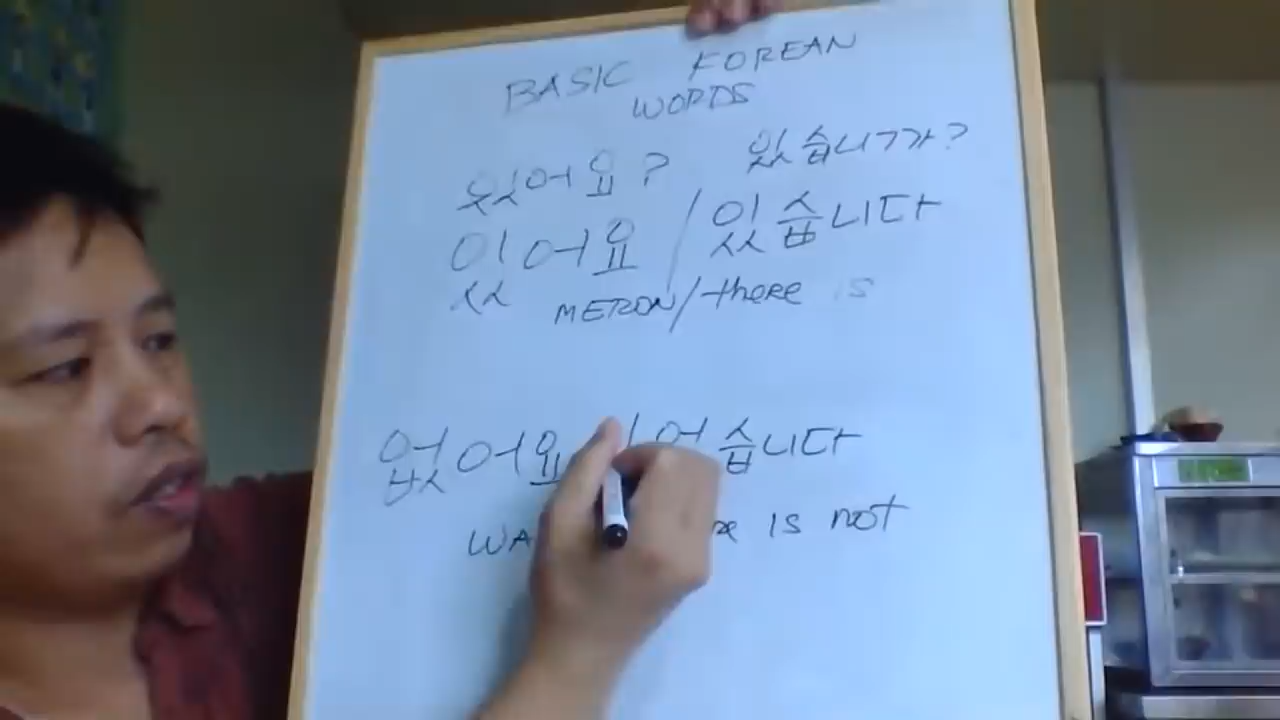 BASIC KOREAN
WORDS
있어요? 있습니까?
있어요 / 있습니다
MERON/there is
없어요 / 습니다
is not